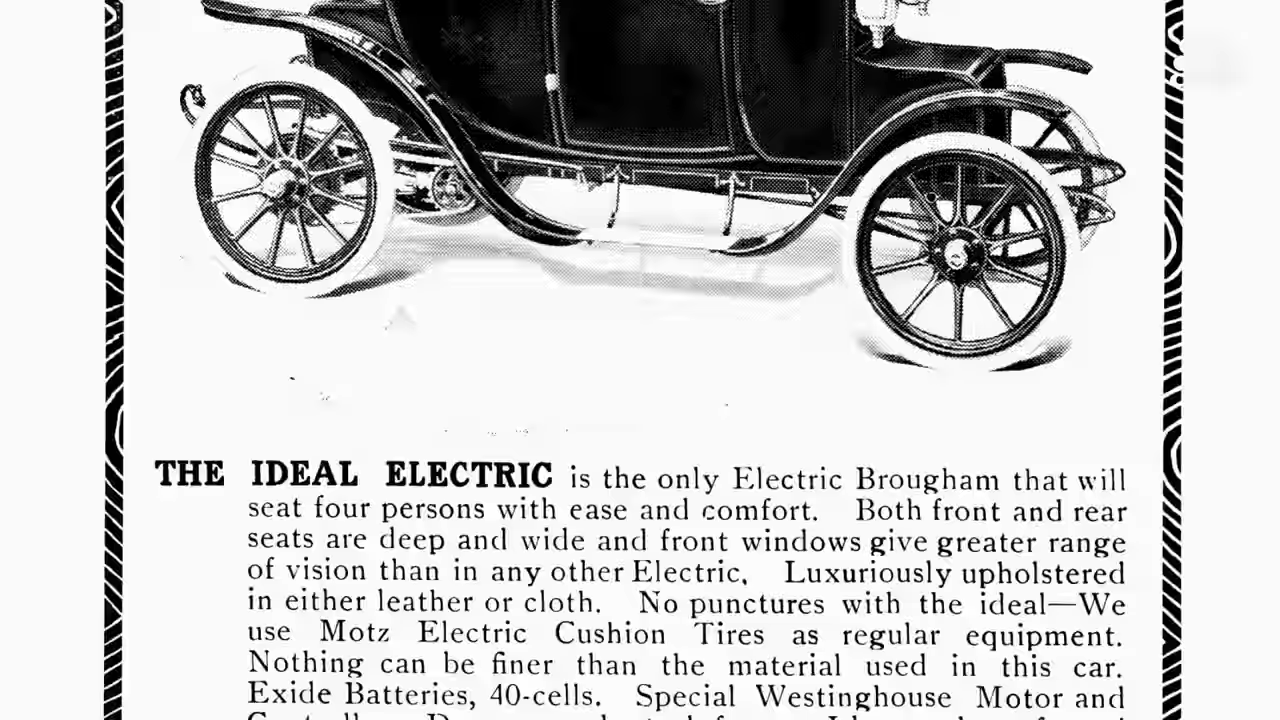 THE IDEAL ELECTRIC is the only Electric Brougham that will
seat four persons with ease and comfort. Both front and rear
seats are deep and wide and front windows give greater range
of vision than in any other Electric, Luxuriously upholstered
in either leather or cloth. No punctures with the ideal—We
use Motz Electric Cushion Tires as regular equipment.
Nothing can be finer than the material used in this car.
Exide Batteries, 40-cells. Special Westinghouse Motor and